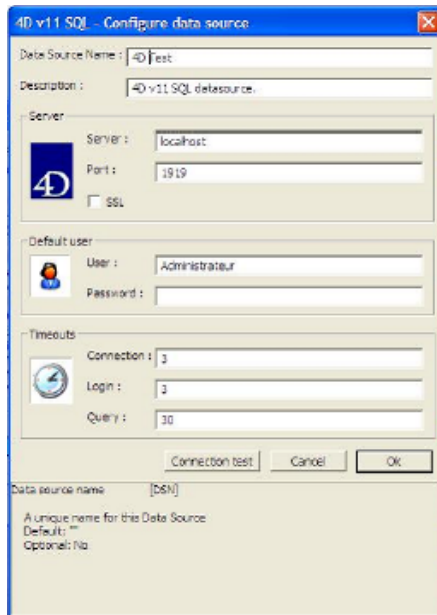 4D v11 SQL - Configure data source
Data Source Name : 4D Test
Description : 4D v11 SQL datasource.
Server
4D
Server : localhost
Port : 1919
SSL
Default user
User : Administrateur
Password :
Timeouts
Connection : 3
Login : 3
Query : 30
Connection test Cancel Ok
Data source name [DSN]
A unique name for this Data Source
Default: ""
Optional: No